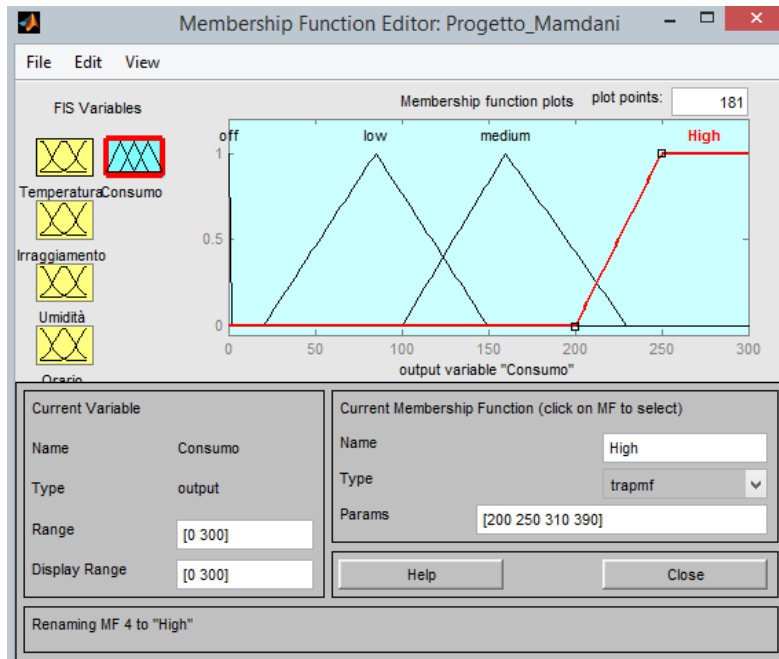 Membership Function Editor: Progetto_Mamdani
File Edit View
FIS Variables
Membership function plots plot points: 181
off low medium High
1
0.5
0
0 50 100 150 200 250 300
output variable "Consumo"
Temperatura Consumo
Irraggiamento
Umidità
Orario
Current Variable
Name Consumo
Type output
Range [0 300]
Display Range [0 300]
Current Membership Function (click on MF to select)
Name High
Type trapmf
Params [200 250 310 390]
Help Close
Renaming MF 4 to "High"